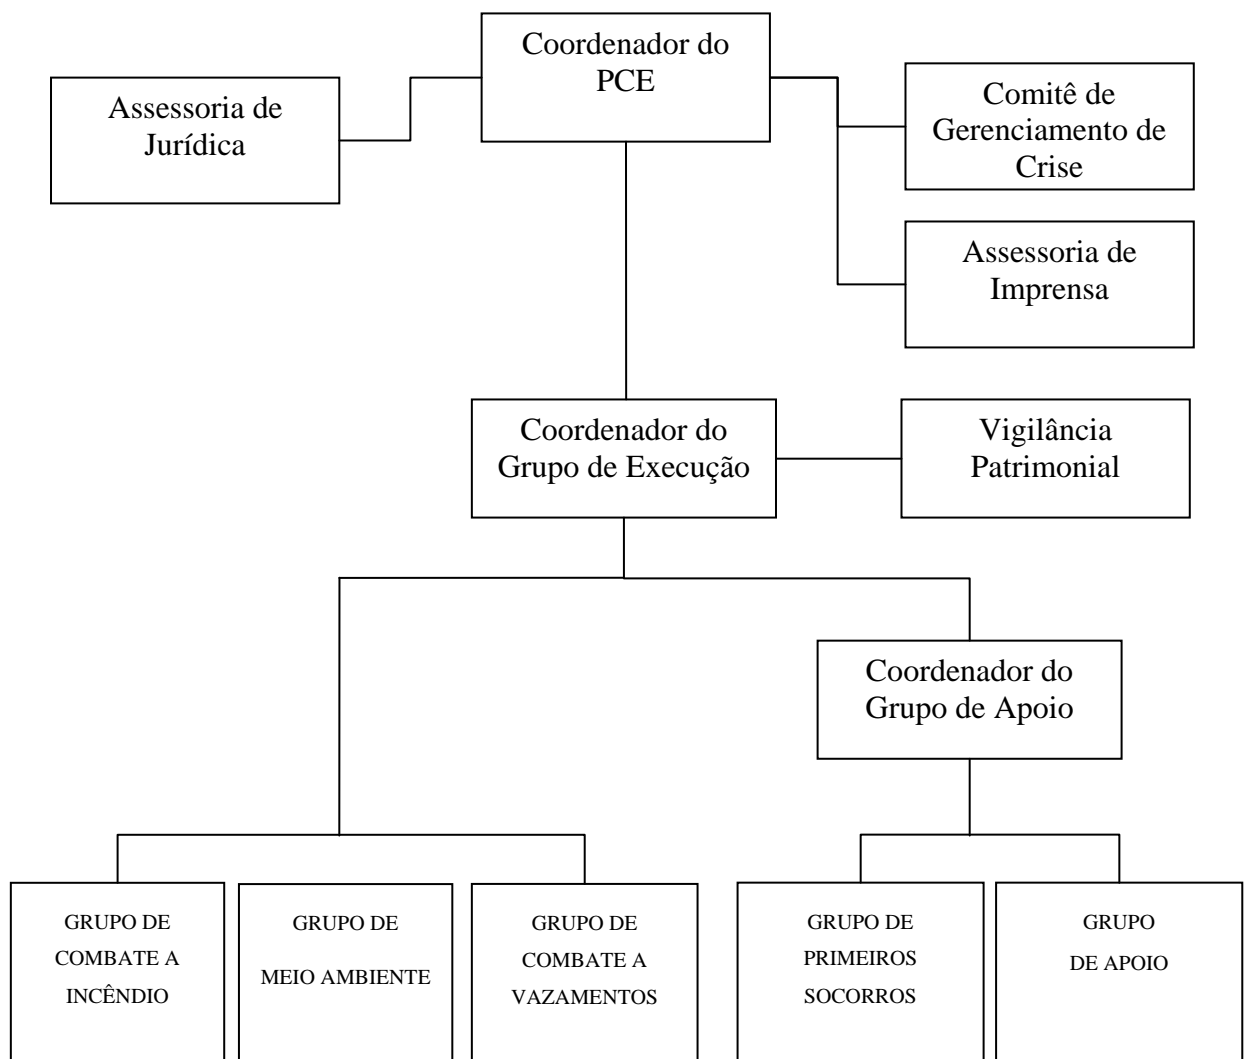 Coordenador do
PCE
Assessoria de
Jurídica
Comitê de
Gerenciamento de
Crise
Assessoria de
Imprensa
Coordenador do
Grupo de Execução
Vigilância
Patrimonial
Coordenador do
Grupo de Apoio
GRUPO DE
COMBATE A
INCÊNDIO
GRUPO DE
MEIO AMBIENTE
GRUPO DE
COMBATE A
VAZAMENTOS
GRUPO DE
PRIMEIROS
SOCORROS
GRUPO
DE APOIO